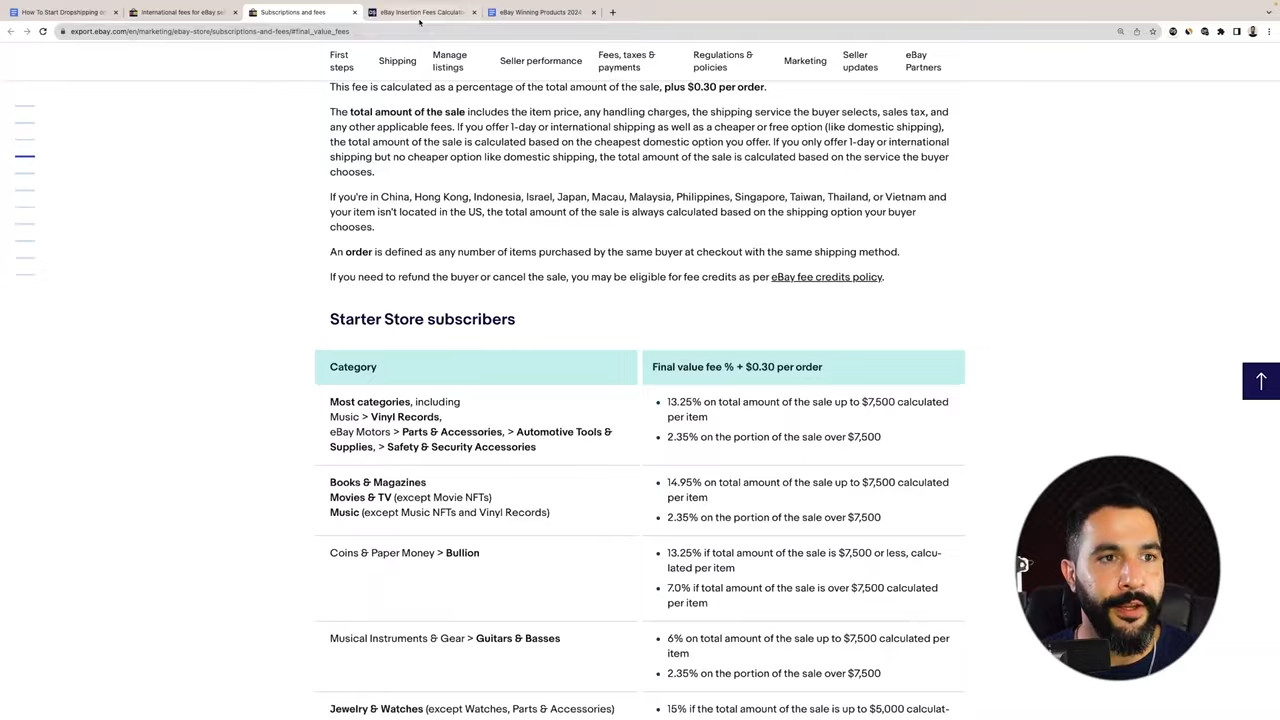 How To Start Dropshipping on
International fees for eBay sel
Subscriptions and fees
eBay Insertion Fees Calculato
eBay Winning Products 2024
export.ebay.com/en/marketing/ebay-store/subscriptions-and-fees/#final_value_fees
First steps
Shipping
Manage listings
Seller performance
Fees, taxes & payments
Regulations & policies
Marketing
Seller updates
eBay Partners
This fee is calculated as a percentage of the total amount of the sale, plus $0.30 per order.
The total amount of the sale includes the item price, any handling charges, the shipping service the buyer selects, sales tax, and
any other applicable fees. If you offer 1-day or international shipping as well as a cheaper or free option (like domestic shipping),
the total amount of the sale is calculated based on the cheapest domestic option you offer. If you only offer 1-day or international
shipping but no cheaper option like domestic shipping, the total amount of the sale is calculated based on the service the buyer
chooses.
If you're in China, Hong Kong, Indonesia, Israel, Japan, Macau, Malaysia, Philippines, Singapore, Taiwan, Thailand, or Vietnam and
your item isn't located in the US, the total amount of the sale is always calculated based on the shipping option your buyer
chooses.
An order is defined as any number of items purchased by the same buyer at checkout with the same shipping method.
If you need to refund the buyer or cancel the sale, you may be eligible for fee credits as per eBay fee credits policy.
Starter Store subscribers
Category
Final value fee % + $0.30 per order
Most categories, including
Music > Vinyl Records,
eBay Motors > Parts & Accessories, > Automotive Tools &
Supplies, > Safety & Security Accessories
• 13.25% on total amount of the sale up to $7,500 calculated
per item
• 2.35% on the portion of the sale over $7,500
Books & Magazines
Movies & TV (except Movie NFTs)
Music (except Music NFTs and Vinyl Records)
• 14.95% on total amount of the sale up to $7,500 calculated
per item
• 2.35% on the portion of the sale over $7,500
Coins & Paper Money > Bullion
• 13.25% if total amount of the sale is $7,500 or less, calcu-
lated per item
• 7.0% if total amount of the sale is over $7,500 calculated
per item
Musical Instruments & Gear > Guitars & Basses
• 6% on total amount of the sale up to $7,500 calculated per
item
• 2.35% on the portion of the sale over $7,500
Jewelry & Watches (except Watches, Parts & Accessories)
• 15% if total amount of the sale is up to $5,000 calculat-